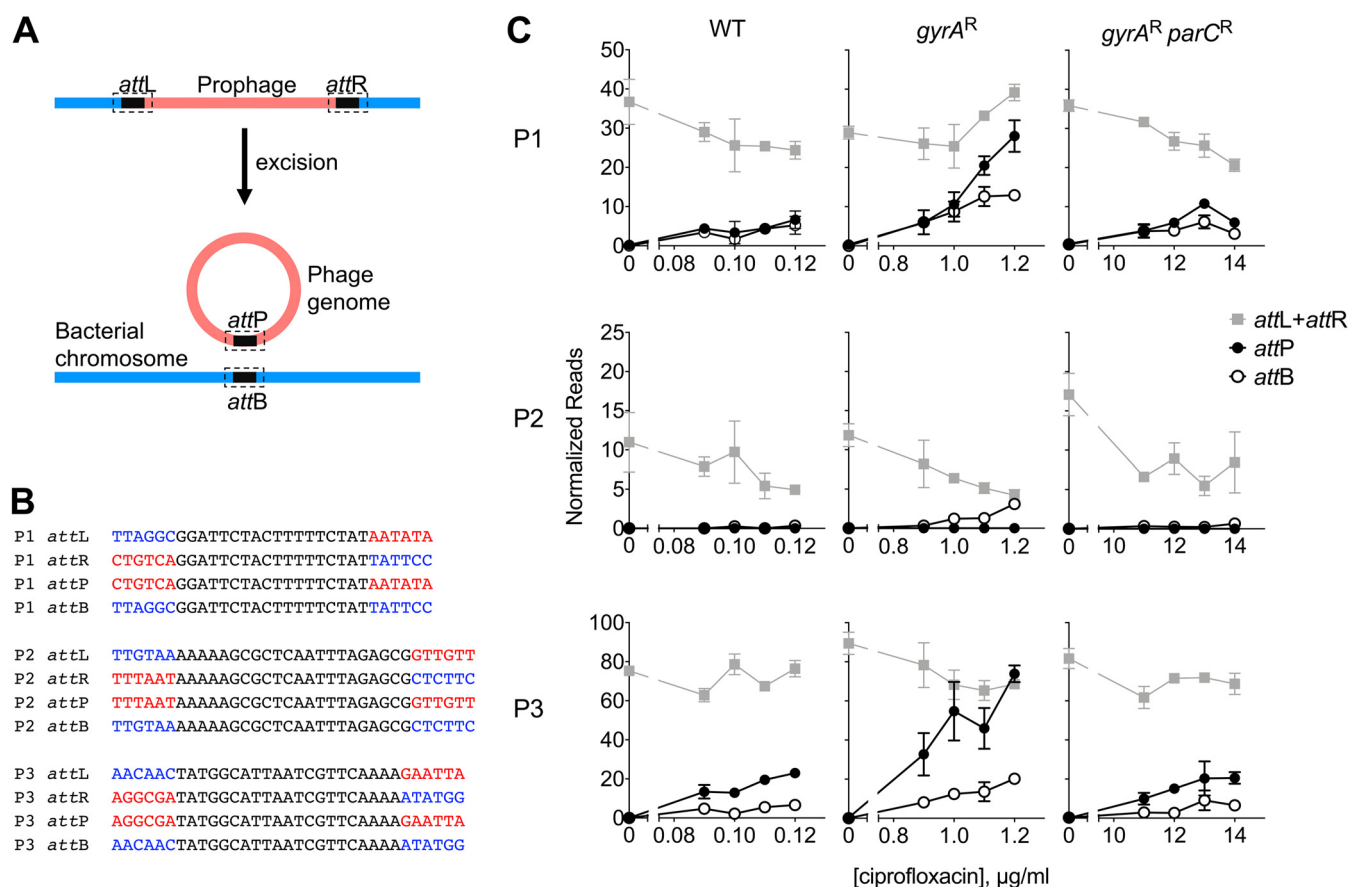 A
attL
Prophage
attR
excision
Phage
genome
attP
Bacterial
chromosome
attB
B
P1 attL TTAGGCGGATTCTACTTTTTCTATAATATA
P1 attR CTGTCAGGATTCTACTTTTTCTATTATTCC
P1 attP CTGTCAGGATTCTACTTTTTCTATAATATA
P1 attB TTAGGCGGATTCTACTTTTTCTATTATTCC
P2 attL TTGTAAAAAAAGCGCTCAATTTAGAGCGGTTGTT
P2 attR TTTAATAAAAAGCGCTCAATTTAGAGCGCTCTTC
P2 attP TTTAATAAAAAGCGCTCAATTTAGAGCGGTTGTT
P2 attB TTGTAAAAAAAGCGCTCAATTTAGAGCGCTCTTC
P3 attL AACAACTATGGCATTAATCGTTCAAAAGAATTA
P3 attR AGGCGATATGGCATTAATCGTTCAAAAATATGG
P3 attP AGGCGATATGGCATTAATCGTTCAAAAGAATTA
P3 attB AACAACTATGGCATTAATCGTTCAAAAATATGG
C
WT
gyrAR
gyrAR parCR
P1
50
40
30
20
10
0
0 0.08 0.10 0.12
0 0.8 1.0 1.2
0 10 12 14
P2
25
20
15
10
5
0
0 0.08 0.10 0.12
0 0.8 1.0 1.2
0 10 12 14
attL+attR
attP
attB
Normalized Reads
P3
100
80
60
40
20
0
0 0.08 0.10 0.12
0 0.8 1.0 1.2
0 10 12 14
[ciprofloxacin], µg/ml